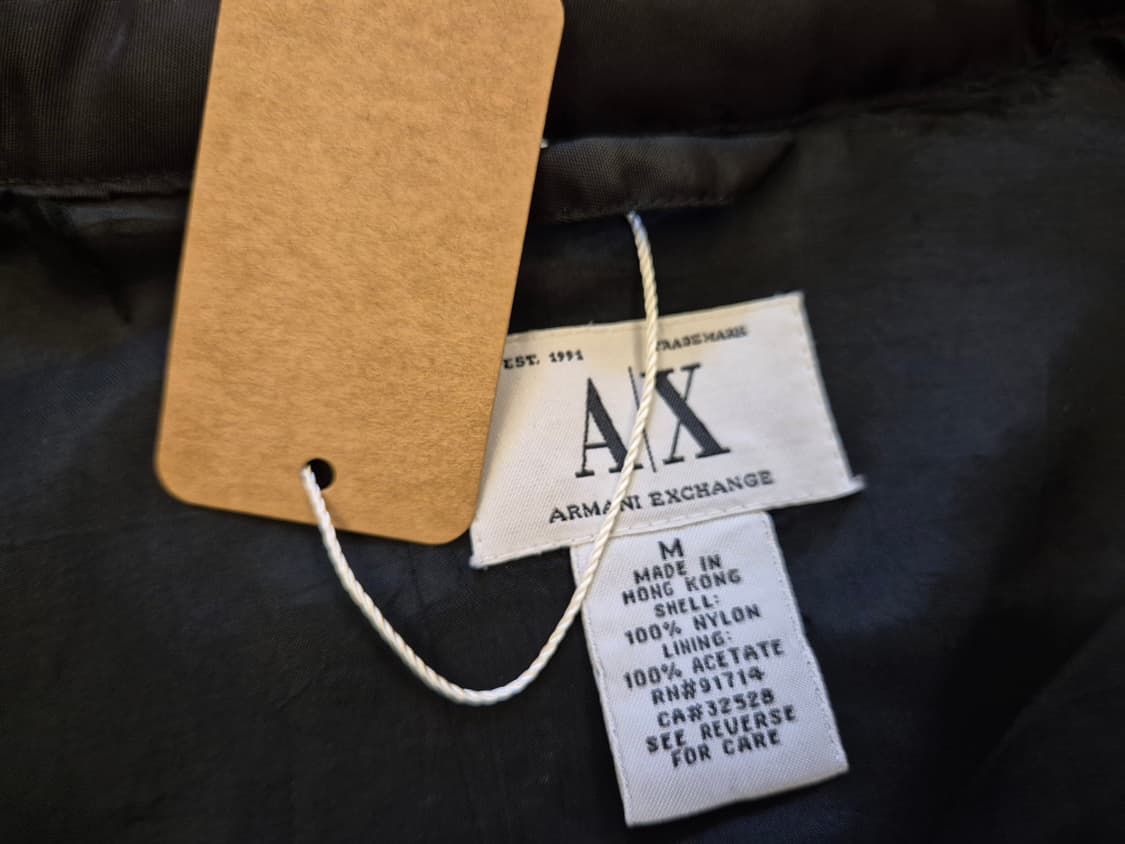 EST. 1991 TRADEMARK
A|X
ARMANI EXCHANGE
M
MADE IN
HONG KONG
SHELL:
100% NYLON
LINING:
100% ACETATE
RN#91714
CA#32528
SEE REVERSE
FOR CARE